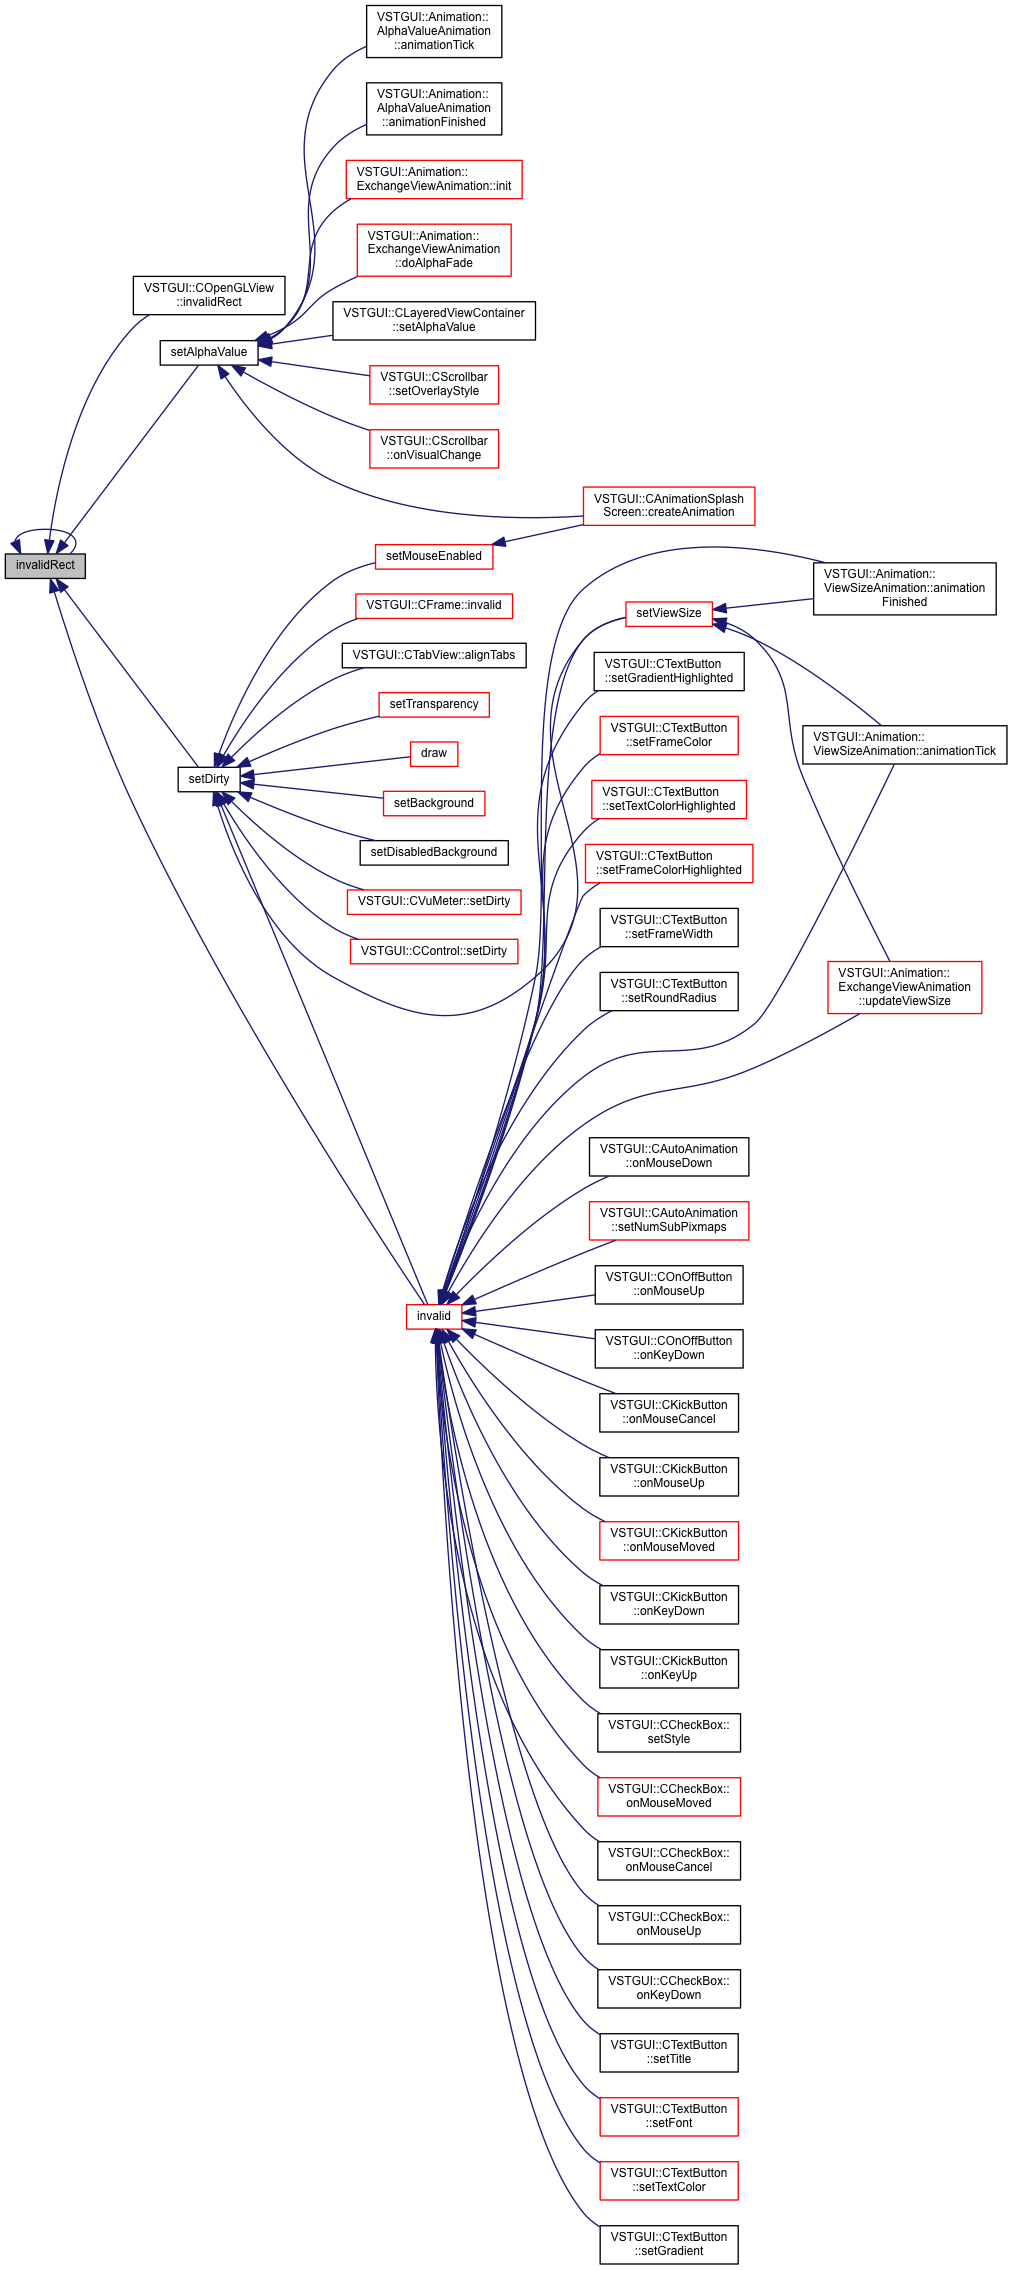 VSTGUI::Animation::
AlphaValueAnimation
::animationTick
VSTGUI::Animation::
AlphaValueAnimation
::animationFinished
VSTGUI::Animation::
ExchangeViewAnimation::init
VSTGUI::Animation::
ExchangeViewAnimation
::doAlphaFade
VSTGUI::COpenGLView
::invalidRect
VSTGUI::CLayeredViewContainer
::setAlphaValue
setAlphaValue
VSTGUI::CScrollbar
::setOverlayStyle
VSTGUI::CScrollbar
::onVisualChange
VSTGUI::CAnimationSplash
Screen::createAnimation
setMouseEnabled
invalidRect
VSTGUI::Animation::
ViewSizeAnimation::animation
Finished
VSTGUI::CFrame::invalid
setViewSize
VSTGUI::CTabView::alignTabs
VSTGUI::CTextButton
::setGradientHighlighted
setTransparency
VSTGUI::CTextButton
::setFrameColor
VSTGUI::Animation::
ViewSizeAnimation::animationTick
draw
setDirty
setBackground
VSTGUI::CTextButton
::setTextColorHighlighted
setDisabledBackground
VSTGUI::CTextButton
::setFrameColorHighlighted
VSTGUI::CVuMeter::setDirty
VSTGUI::CTextButton
::setFrameWidth
VSTGUI::CControl::setDirty
VSTGUI::CTextButton
::setRoundRadius
VSTGUI::Animation::
ExchangeViewAnimation
::updateViewSize
VSTGUI::CAutoAnimation
::onMouseDown
VSTGUI::CAutoAnimation
::setNumSubPixmaps
VSTGUI::COnOffButton
::onMouseUp
invalid
VSTGUI::COnOffButton
::onKeyDown
VSTGUI::CKickButton
::onMouseCancel
VSTGUI::CKickButton
::onMouseUp
VSTGUI::CKickButton
::onMouseMoved
VSTGUI::CKickButton
::onKeyDown
VSTGUI::CKickButton
::onKeyUp
VSTGUI::CCheckBox::
setStyle
VSTGUI::CCheckBox::
onMouseMoved
VSTGUI::CCheckBox::
onMouseCancel
VSTGUI::CCheckBox::
onMouseUp
VSTGUI::CCheckBox::
onKeyDown
VSTGUI::CTextButton
::setTitle
VSTGUI::CTextButton
::setFont
VSTGUI::CTextButton
::setTextColor
VSTGUI::CTextButton
::setGradient